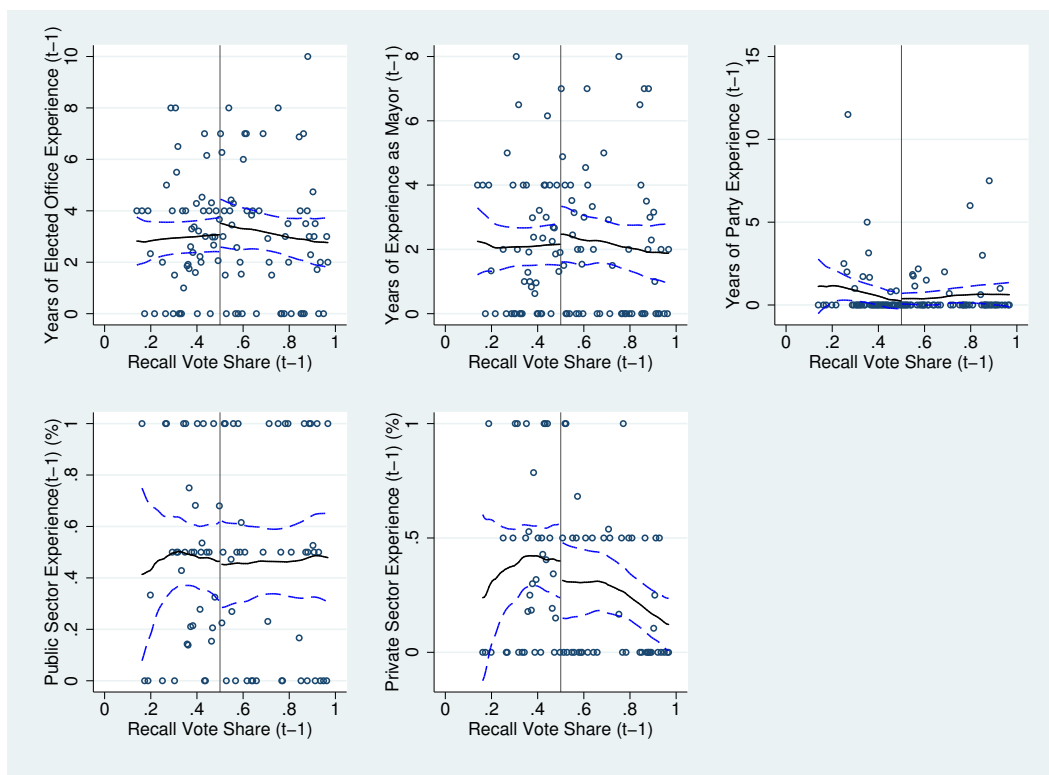 Years of Elected Office Experience (t−1)
10
8
6
4
2
0
0 .2 .4 .6 .8 1
Recall Vote Share (t−1)
Years of Experience as Mayor (t−1)
8
6
4
2
0
0 .2 .4 .6 .8 1
Recall Vote Share (t−1)
Years of Party Experience (t−1)
15
10
5
0
0 .2 .4 .6 .8 1
Recall Vote Share (t−1)
Public Sector Experience(t−1) (%)
1
.8
.6
.4
.2
0
0 .2 .4 .6 .8 1
Recall Vote Share (t−1)
Private Sector Experience (t−1) (%)
1
.5
0
0 .2 .4 .6 .8 1
Recall Vote Share (t−1)